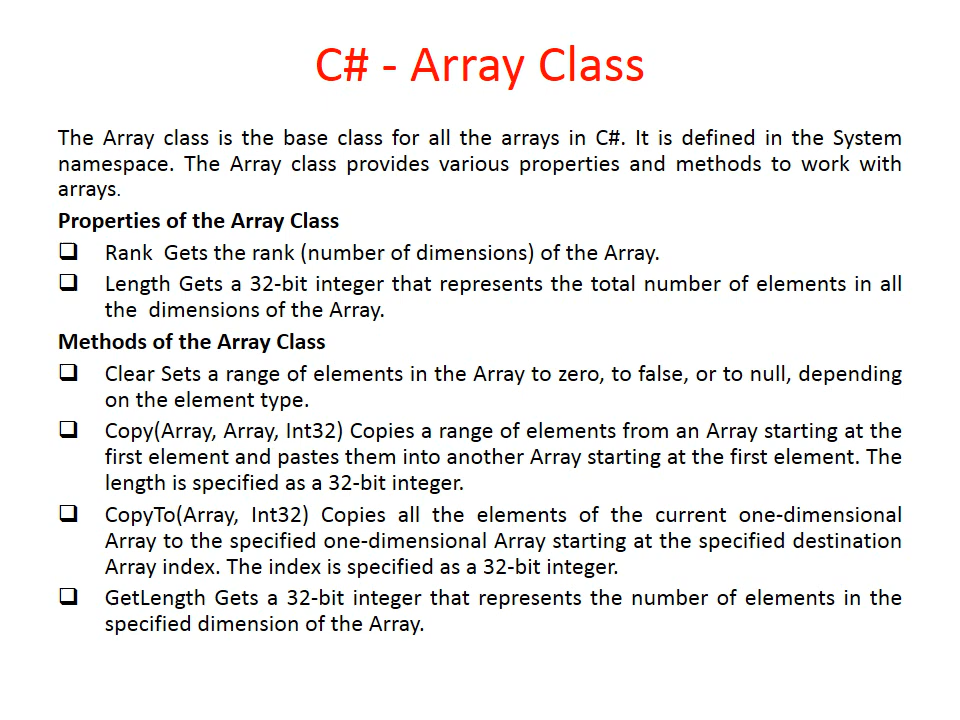 C# - Array Class
The Array class is the base class for all the arrays in C#. It is defined in the System
namespace. The Array class provides various properties and methods to work with
arrays.
Properties of the Array Class
Rank  Gets the rank (number of dimensions) of the Array.
Length Gets a 32-bit integer that represents the total number of elements in all
the  dimensions of the Array.
Methods of the Array Class
Clear Sets a range of elements in the Array to zero, to false, or to null, depending
on the element type.
Copy(Array, Array, Int32) Copies a range of elements from an Array starting at the
first element and pastes them into another Array starting at the first element. The
length is specified as a 32-bit integer.
CopyTo(Array, Int32) Copies all the elements of the current one-dimensional
Array to the specified one-dimensional Array starting at the specified destination
Array index. The index is specified as a 32-bit integer.
GetLength Gets a 32-bit integer that represents the number of elements in the
specified dimension of the Array.